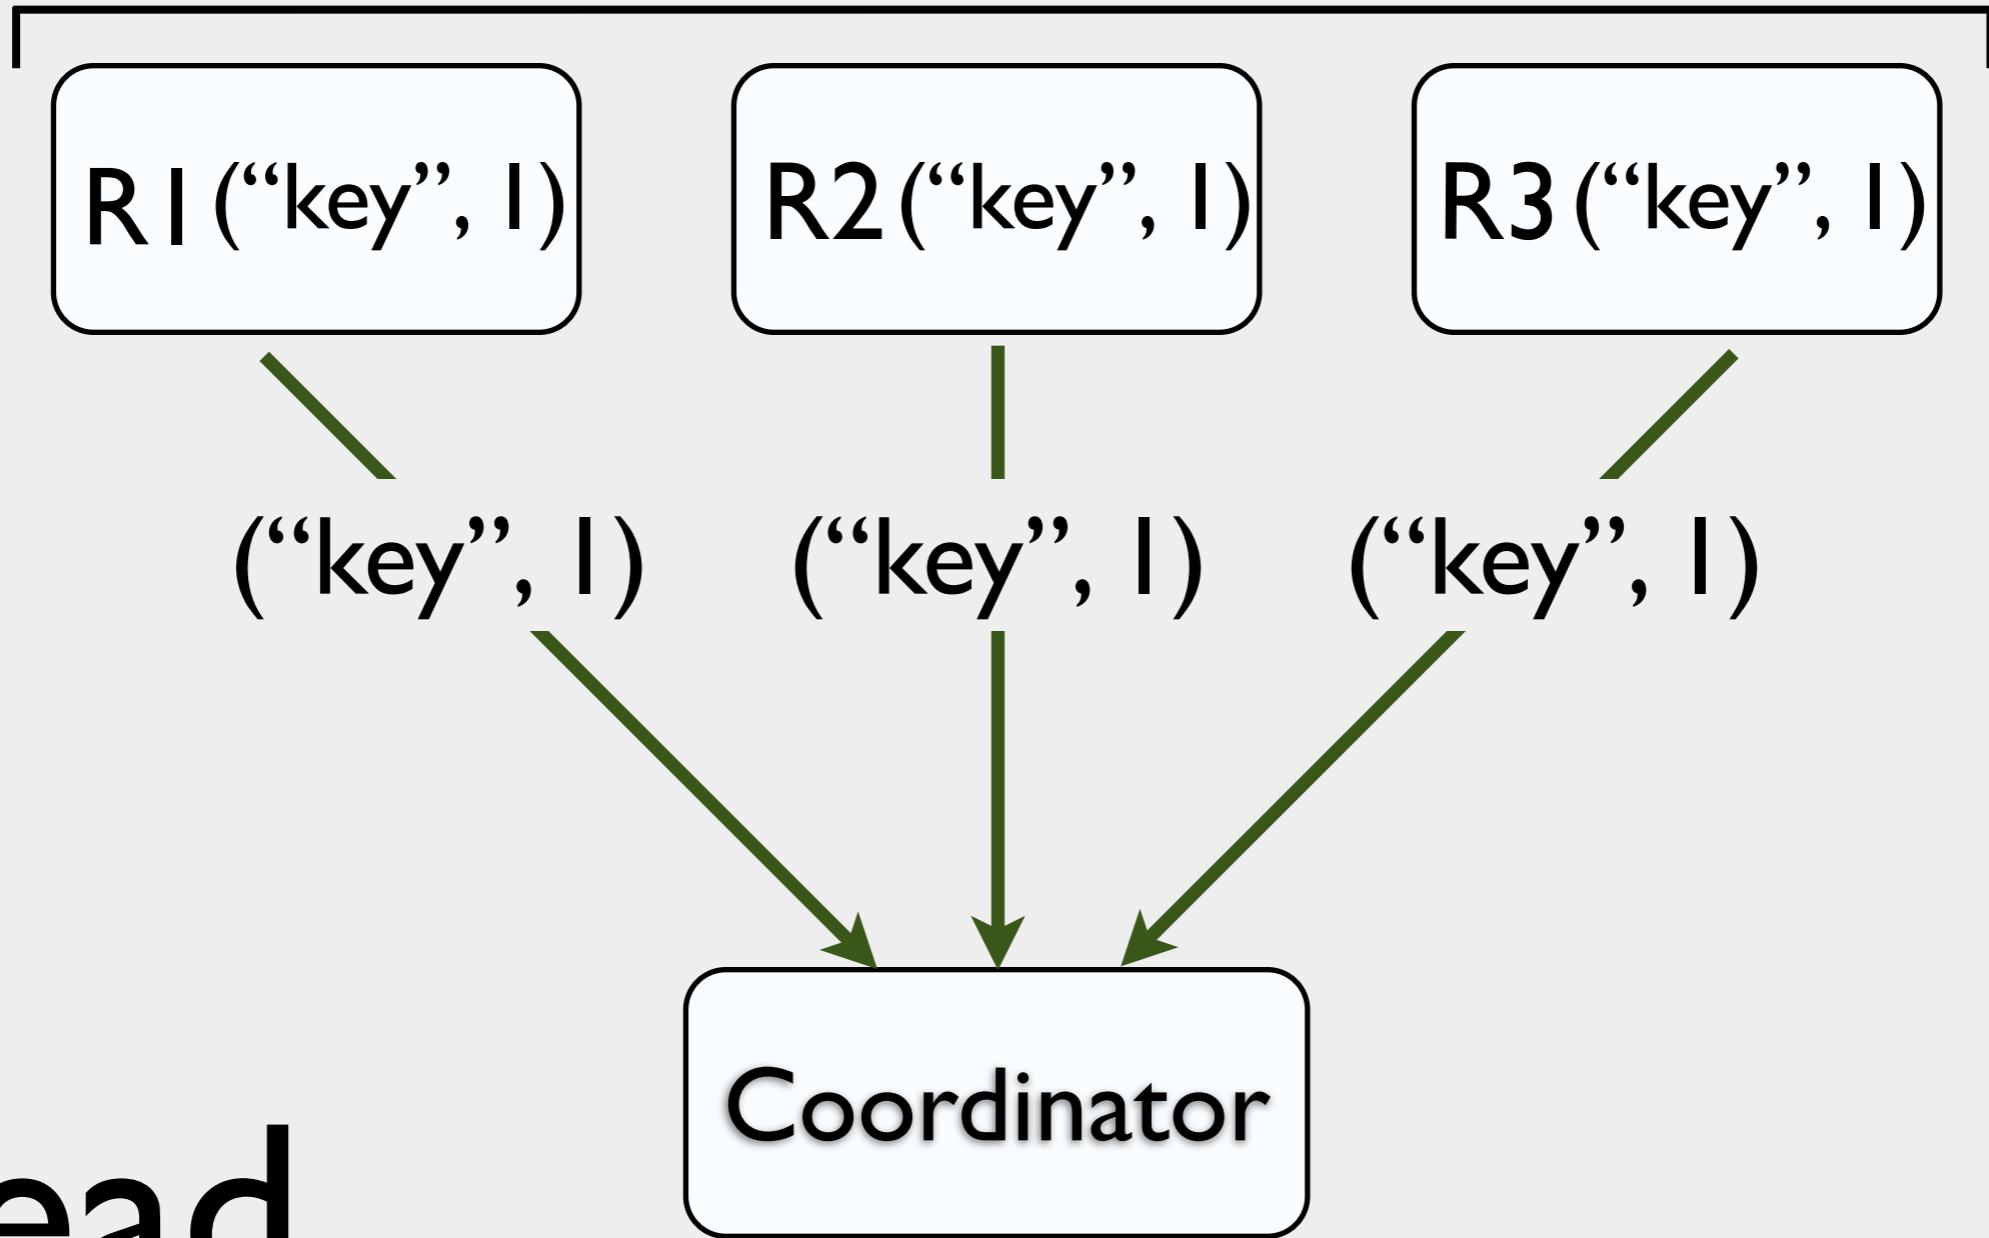 R1 (“key”, 1) R2 (“key”, 1) R3 (“key”, 1)
(“key”, 1) (“key”, 1) (“key”, 1)
Coordinator
ead